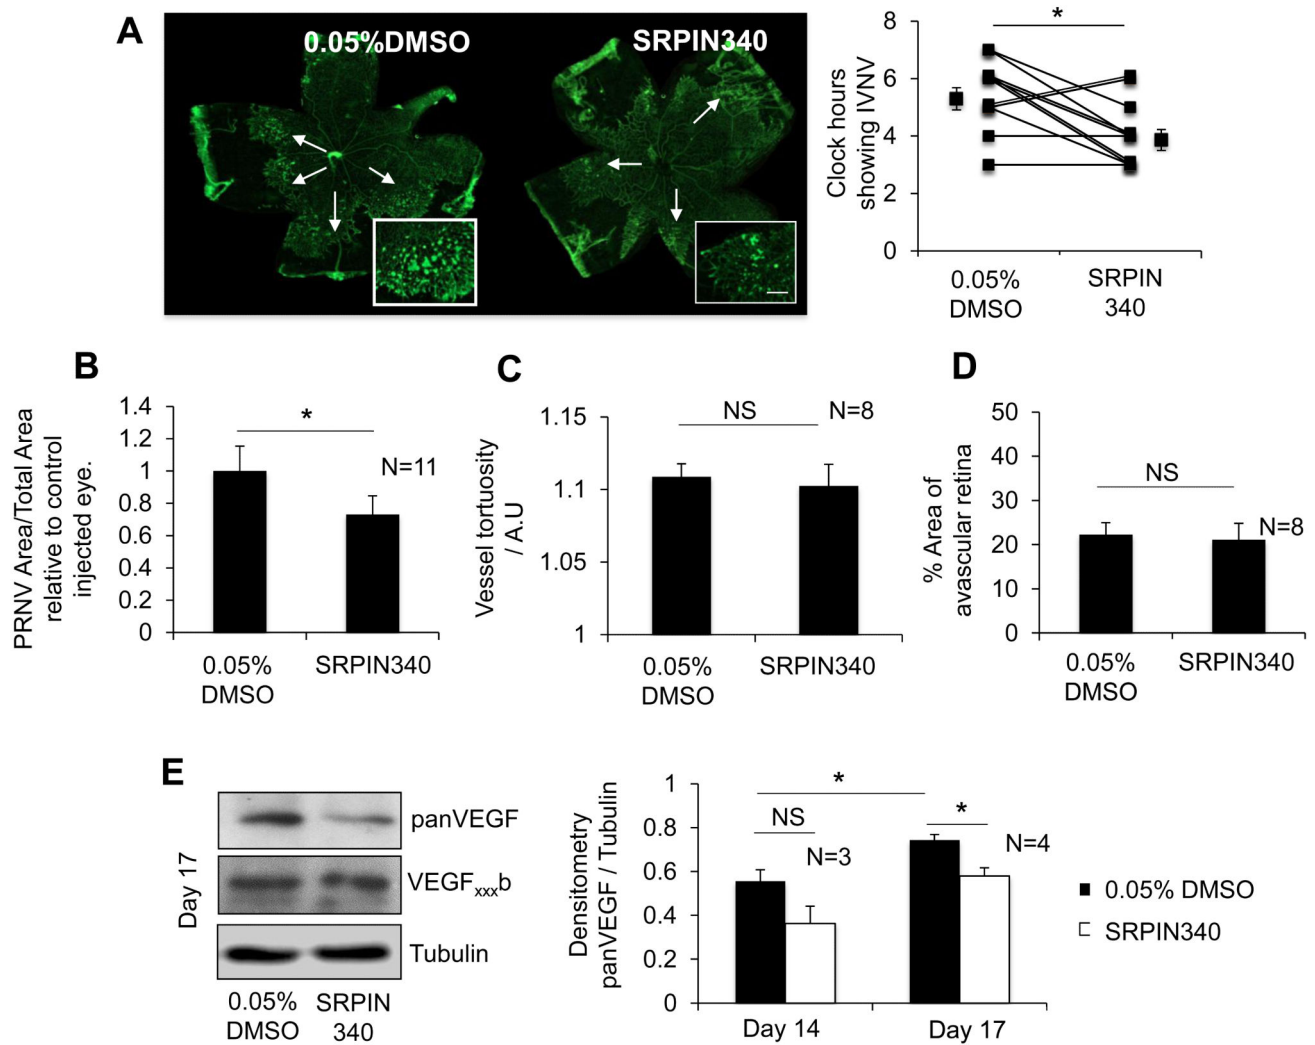 A
0.05%DMSO
SRPIN340
Clock hours
showing IVNV
8
6
4
2
0
*
0.05%
DMSO
SRPIN
340
B
PRNV Area/Total Area
relative to control
injected eye.
1.4
1.2
1
0.8
0.6
0.4
0.2
0
*
N=11
0.05%
DMSO
SRPIN340
C
Vessel tortuosity
/ A.U
1.15
1.1
1.05
1
NS
N=8
0.05%
DMSO
SRPIN340
D
% Area of
avascular retina
50
40
30
20
10
0
NS
N=8
0.05%
DMSO
SRPIN340
E
Day 17
panVEGF
VEGFxxxb
Tubulin
0.05%
DMSO
SRPIN
340
Densitometry
panVEGF / Tubulin
1
0.8
0.6
0.4
0.2
0
*
NS
N=3
*
N=4
Day 14
Day 17
0.05% DMSO
SRPIN340